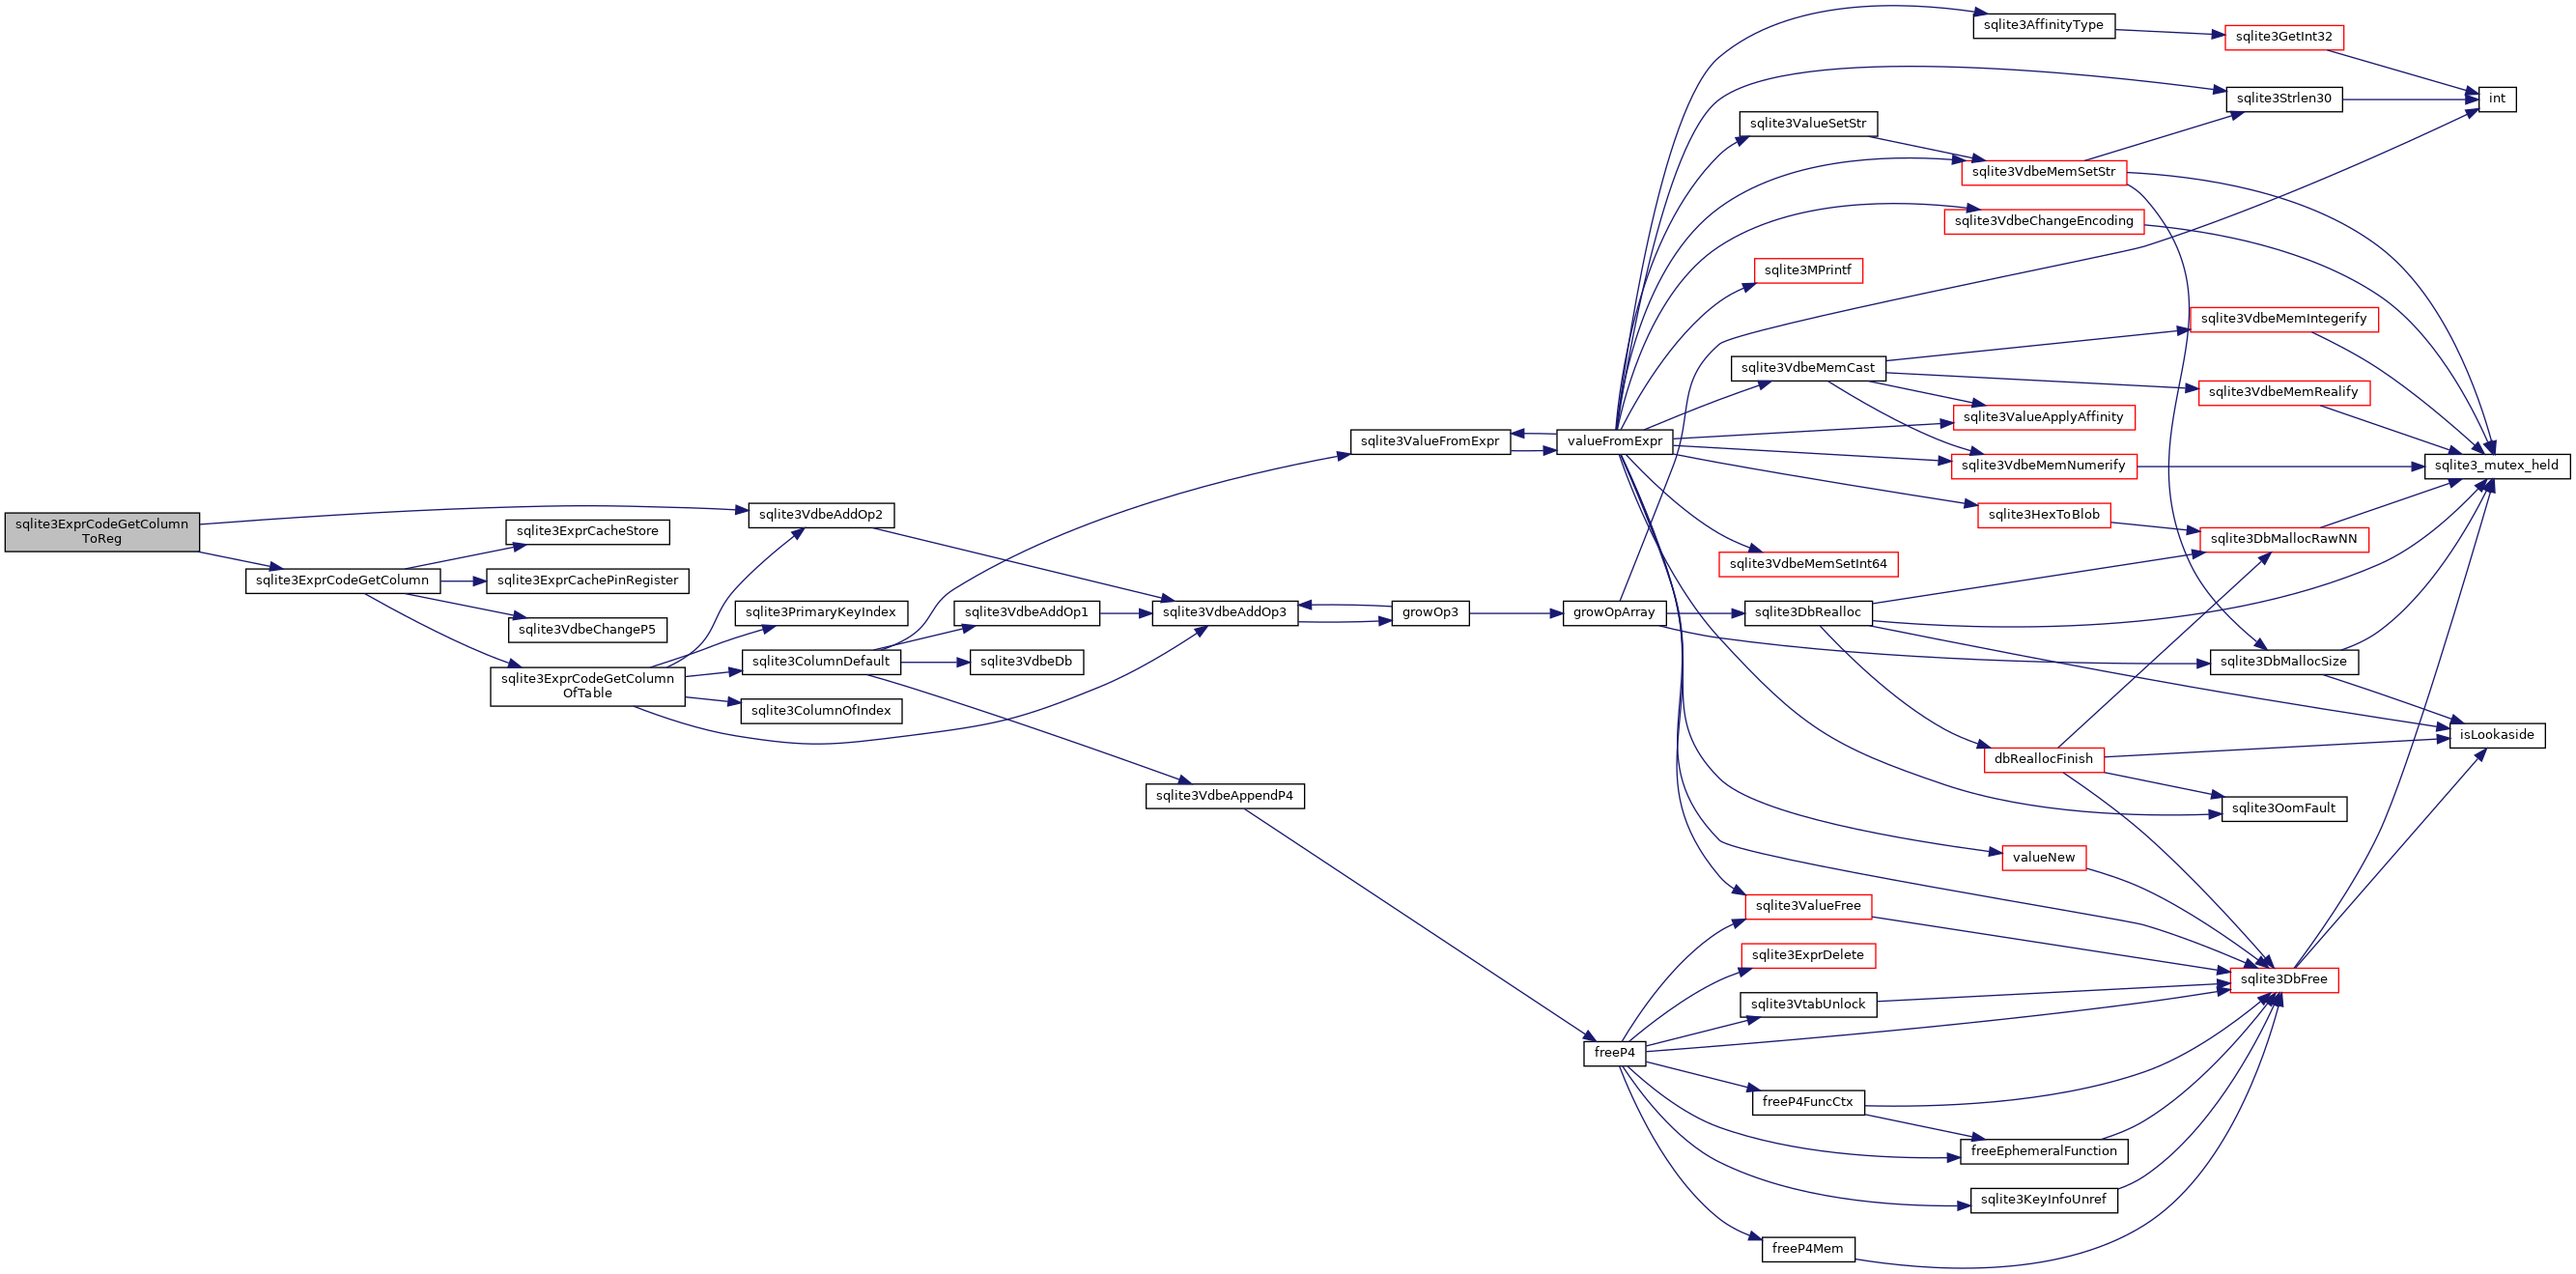 sqlite3AffinityType
sqlite3GetInt32
sqlite3Strlen30
int
sqlite3ValueSetStr
sqlite3VdbeMemSetStr
sqlite3VdbeChangeEncoding
sqlite3MPrintf
sqlite3VdbeMemIntegerify
sqlite3VdbeMemCast
sqlite3VdbeMemRealify
sqlite3ValueApplyAffinity
sqlite3ValueFromExpr
valueFromExpr
sqlite3VdbeMemNumerify
sqlite3_mutex_held
sqlite3ExprCodeGetColumn
ToReg
sqlite3VdbeAddOp2
sqlite3HexToBlob
sqlite3ExprCacheStore
sqlite3DbMallocRawNN
sqlite3VdbeMemSetInt64
sqlite3ExprCodeGetColumn
sqlite3ExprCachePinRegister
sqlite3PrimaryKeyIndex
sqlite3VdbeAddOp1
sqlite3VdbeAddOp3
growOp3
growOpArray
sqlite3DbRealloc
sqlite3VdbeChangeP5
sqlite3ColumnDefault
sqlite3VdbeDb
sqlite3DbMallocSize
sqlite3ExprCodeGetColumn
OfTable
sqlite3ColumnOfIndex
isLookaside
dbReallocFinish
sqlite3VdbeAppendP4
sqlite3OomFault
valueNew
sqlite3ValueFree
sqlite3ExprDelete
sqlite3DbFree
sqlite3VtabUnlock
freeP4
freeP4FuncCtx
freeEphemeralFunction
sqlite3KeyInfoUnref
freeP4Mem